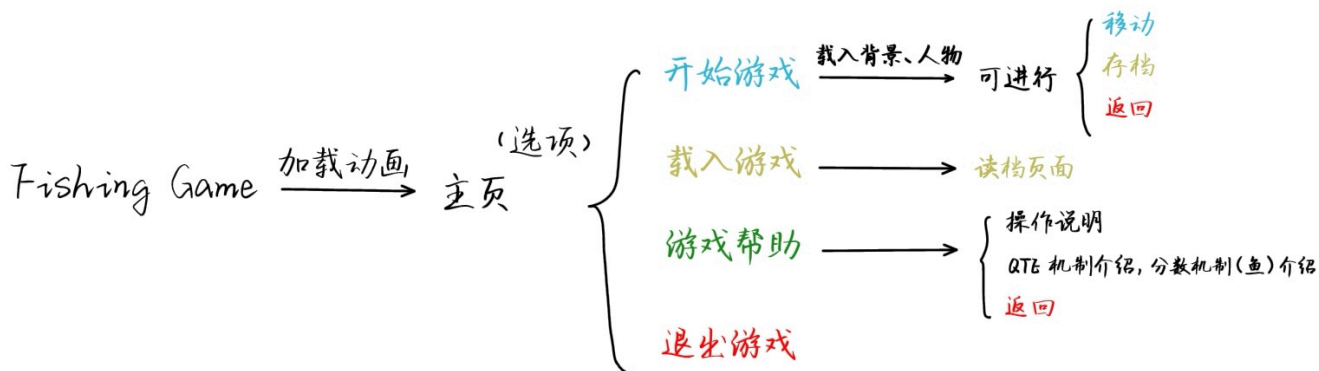 Fishing Game
加载动画
主页
(选项)
开始游戏
载入背景、人物
可进行
移动
存档
返回
载入游戏
读档页面
游戏帮助
操作说明
QTE 机制介绍,分数机制(鱼)介绍
返回
退出游戏